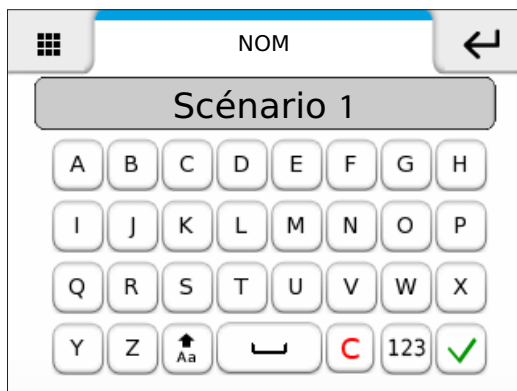 NOM
Scénario 1
A B C D E F G H
I J K L M N O P
Q R S T U V W X
Y Z Aa C 123